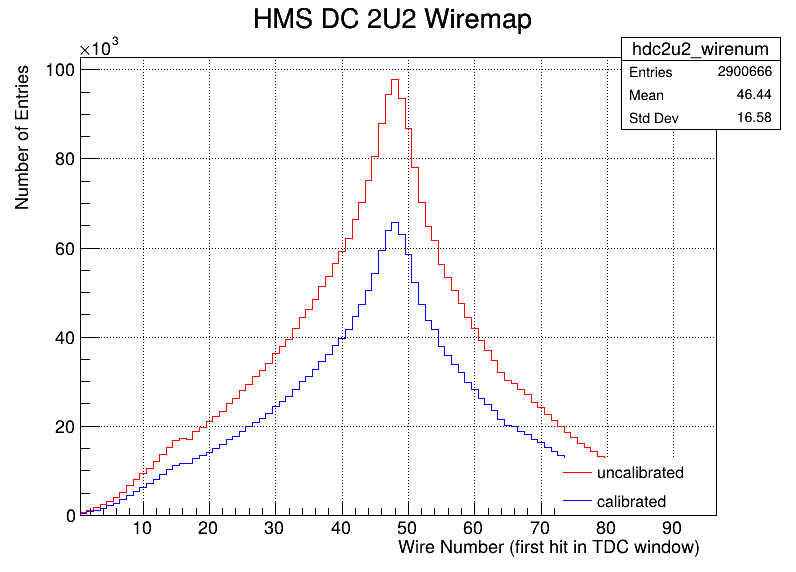 HMS DC 2U2 Wiremap
×10³
hdc2u2_wirenum
Entries 2900666
Mean 46.44
Std Dev 16.58
Number of Entries
100
80
60
40
20
0
uncalibrated
calibrated
10 20 30 40 50 60 70 80 90
Wire Number (first hit in TDC window)